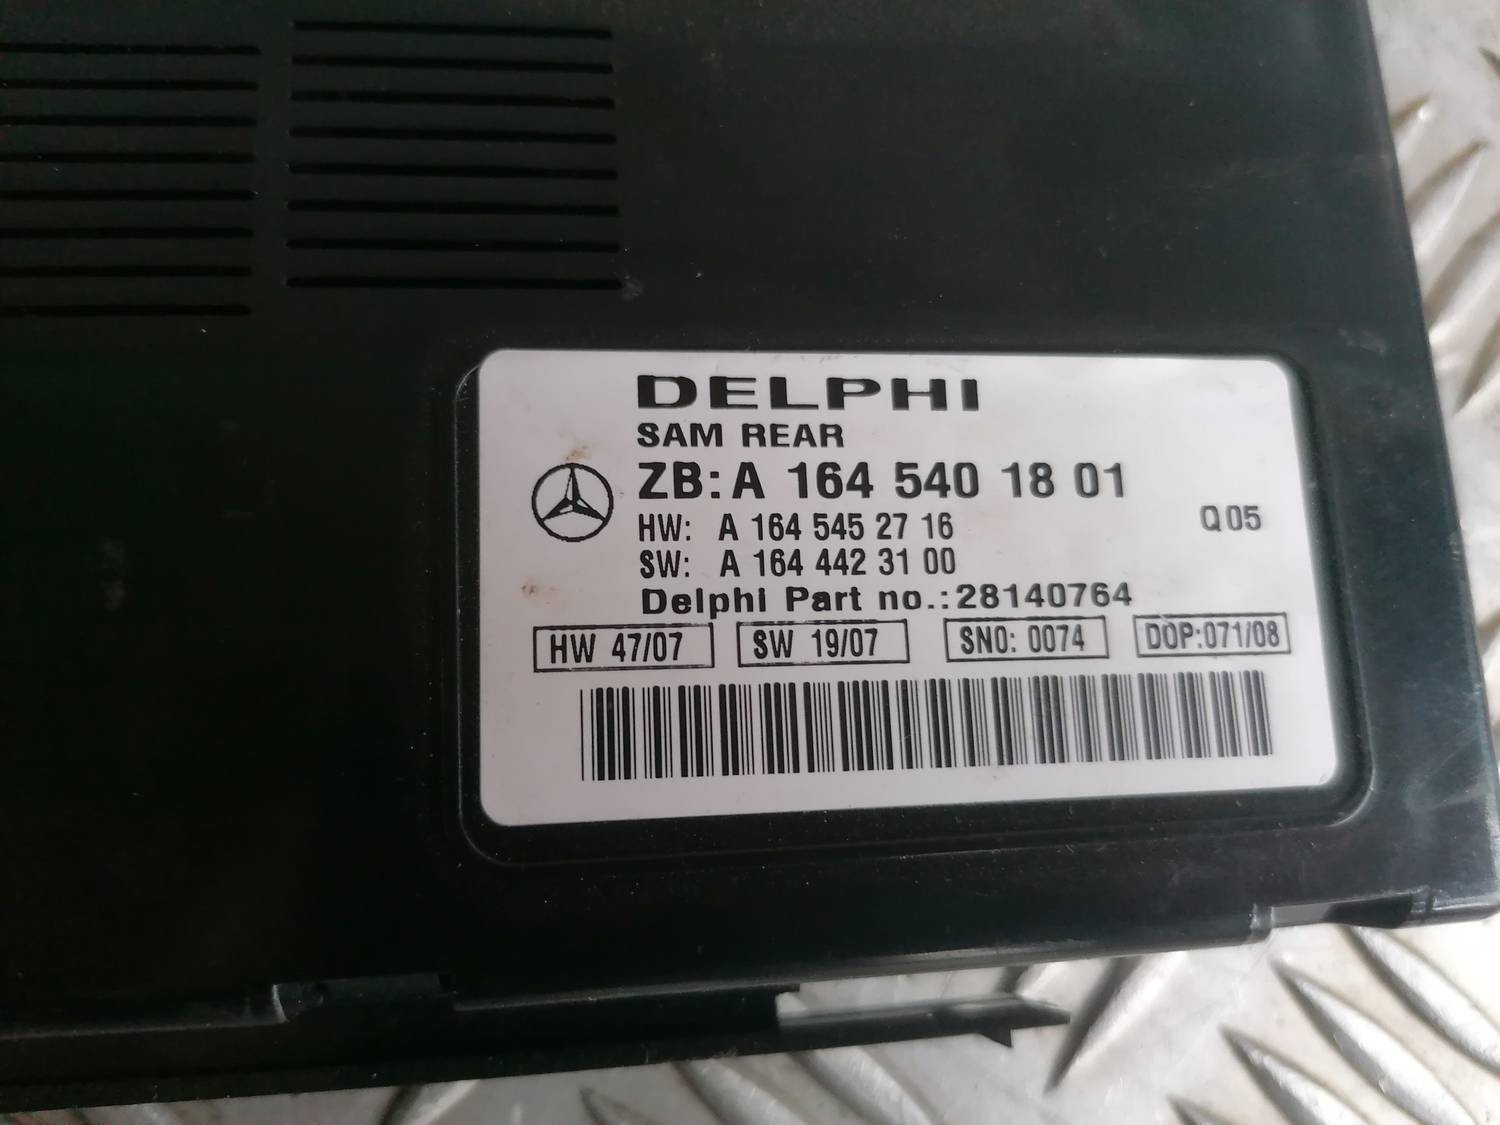 DELPHI
SAM REAR
ZB: A 164 540 18 01
HW: A 164 545 27 16
Q05
SW: A 164 442 31 00
Delphi Part no.:28140764
HW 47/07 SW 19/07 SNO: 0074 DOP:071/08